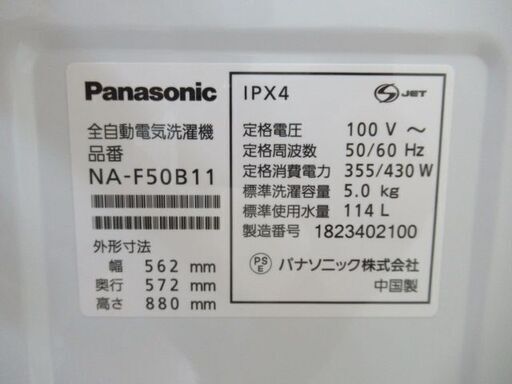 Panasonic
全自動電気洗濯機
品番
NA-F50B11
外形寸法
幅 562 mm
奥行 572 mm
高さ 880 mm
IPX4
S JET
定格電圧 100 V ～
定格周波数 50/60 Hz
定格消費電力 355/430 W
標準洗濯容量 5.0 kg
標準使用水量 114 L
製造番号 1823402100
PS E パナソニック株式会社
中国製